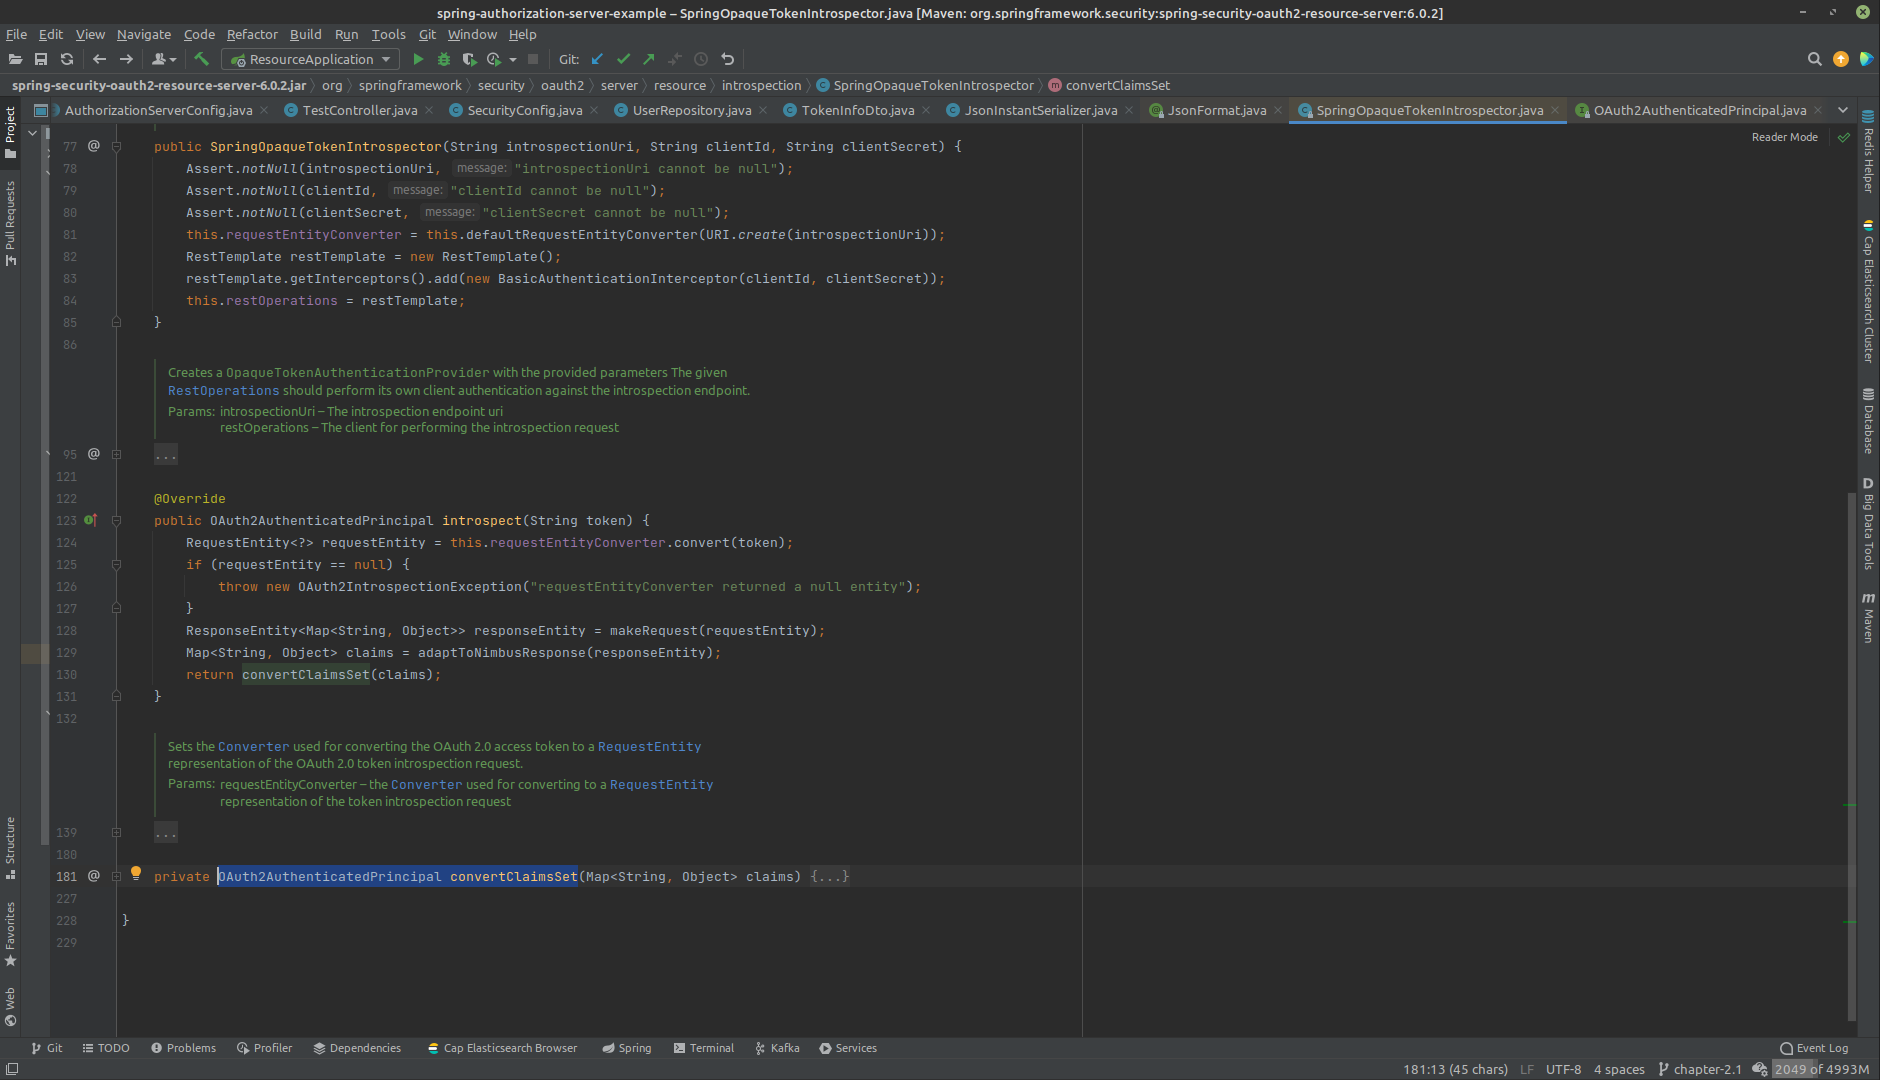 spring-authorization-server-example – SpringOpaqueTokenIntrospector.java [Maven: org.springframework.security:spring-security-oauth2-resource-server:6.0.2]
File Edit View Navigate Code Refactor Build Run Tools Git Window Help
ResourceApplication Git:
spring-security-oauth2-resource-server-6.0.2.jar org springframework security oauth2 server resource introspection SpringOpaqueTokenIntrospector convertClaimsSet
AuthorizationServerConfig.java TestController.java SecurityConfig.java UserRepository.java TokenInfoDto.java JsonInstantSerializer.java JsonFormat.java SpringOpaqueTokenIntrospector.java OAuth2AuthenticatedPrincipal.java
Reader Mode
77 @ public SpringOpaqueTokenIntrospector(String introspectionUri, String clientId, String clientSecret) {
78 Assert.notNull(introspectionUri, message: "introspectionUri cannot be null");
79 Assert.notNull(clientId, message: "clientId cannot be null");
80 Assert.notNull(clientSecret, message: "clientSecret cannot be null");
81 this.requestEntityConverter = this.defaultRequestEntityConverter(URI.create(introspectionUri));
82 RestTemplate restTemplate = new RestTemplate();
83 restTemplate.getInterceptors().add(new BasicAuthenticationInterceptor(clientId, clientSecret));
84 this.restOperations = restTemplate;
85 }
86
Creates a OpaqueTokenAuthenticationProvider with the provided parameters The given
RestOperations should perform its own client authentication against the introspection endpoint.
Params: introspectionUri – The introspection endpoint uri
restOperations – The client for performing the introspection request
95 @ ...
121
122 @Override
123 public OAuth2AuthenticatedPrincipal introspect(String token) {
124 RequestEntity<?> requestEntity = this.requestEntityConverter.convert(token);
125 if (requestEntity == null) {
126 throw new OAuth2IntrospectionException("requestEntityConverter returned a null entity");
127 }
128 ResponseEntity<Map<String, Object>> responseEntity = makeRequest(requestEntity);
129 Map<String, Object> claims = adaptToNimbusResponse(responseEntity);
130 return convertClaimsSet(claims);
131 }
132
Sets the Converter used for converting the OAuth 2.0 access token to a RequestEntity
representation of the OAuth 2.0 token introspection request.
Params: requestEntityConverter – the Converter used for converting to a RequestEntity
representation of the token introspection request
139 ...
180
181 @ private OAuth2AuthenticatedPrincipal convertClaimsSet(Map<String, Object> claims) {...}
227
228 }
229
Project
Pull Requests
Structure
Favorites
Web
Redis Helper
Cap Elasticsearch Cluster
Database
D Big Data Tools
m Maven
Git TODO Problems Profiler Dependencies Cap Elasticsearch Browser Spring Terminal Kafka Services Event Log
181:13 (45 chars) LF UTF-8 4 spaces chapter-2.1 2049 of 4993M